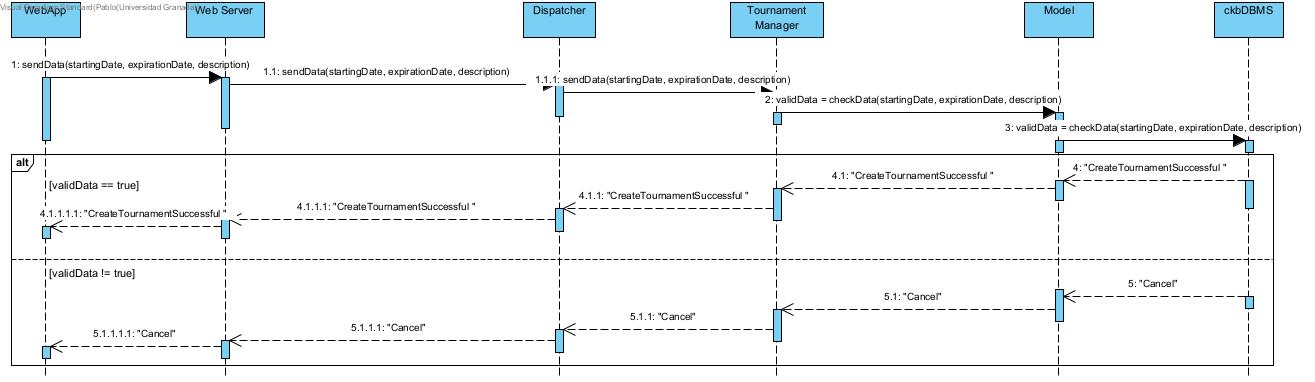 Visual Paradigm Standard(Pablo(Universidad Granada
WebApp
Web Server
Dispatcher
Tournament
Manager
Model
ckbDBMS
1: sendData(startingDate, expirationDate, description)
1.1: sendData(startingDate, expirationDate, description)
1.1.1: sendData(startingDate, expirationDate, description)
2: validData = checkData(startingDate, expirationDate, description)
3: validData = checkData(startingDate, expirationDate, description)
alt
[validData == true]
4: "CreateTournamentSuccessful "
4.1: "CreateTournamentSuccessful "
4.1.1: "CreateTournamentSuccessful "
4.1.1.1: "CreateTournamentSuccessful "
4.1.1.1.1: "CreateTournamentSuccessful "
[validData != true]
5: "Cancel"
5.1: "Cancel"
5.1.1: "Cancel"
5.1.1.1: "Cancel"
5.1.1.1.1: "Cancel"